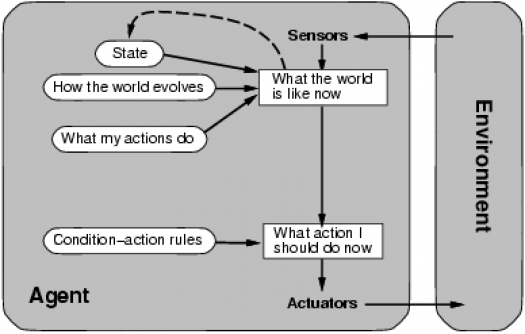 Sensors
State
What the world
is like now
How the world evolves
What my actions do
Environment
What action I
should do now
Condition–action rules
Agent
Actuators